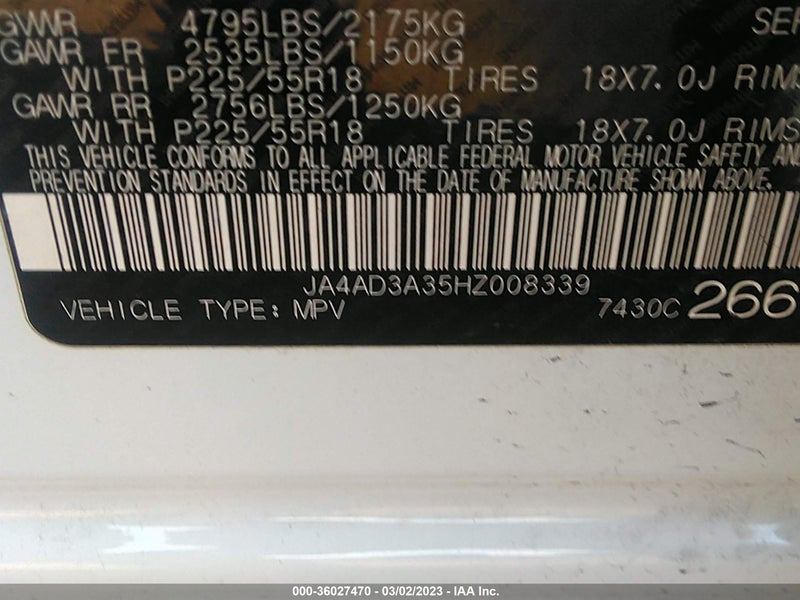 GVWR 4795LBS/2175KG SER
GAWR FR 2535LBS/1150KG
WITH P225/55R18 TIRES 18X7.0J RIMS
GAWR RR 2756LBS/1250KG
WITH P225/55R18 TIRES 18X7.0J RIMS
THIS VEHICLE CONFORMS TO ALL APPLICABLE FEDERAL MOTOR VEHICLE SAFETY AND
PREVENTION STANDARDS IN EFFECT ON THE DATE OF MANUFACTURE SHOWN ABOVE.
JA4AD3A35HZ008339
VEHICLE TYPE: MPV 7430C 266
000-36027470 - 03/02/2023 - IAA Inc.